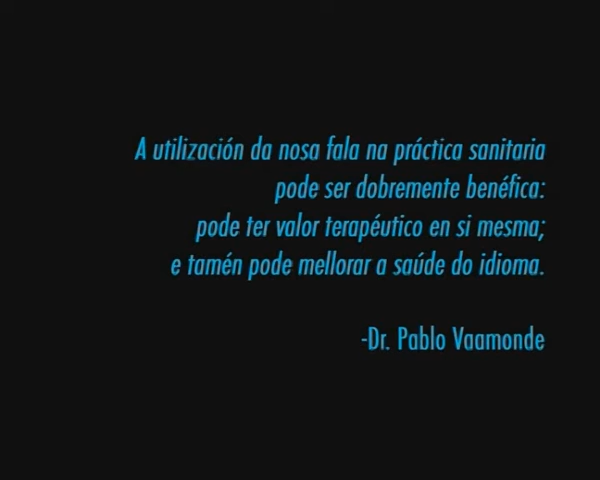 A utilización da nosa fala na práctica sanitaria
pode ser dobremente benéfica:
pode ter valor terapéutico en si mesma;
e tamén pode mellorar a saúde do idioma.
-Dr. Pablo Vaamonde